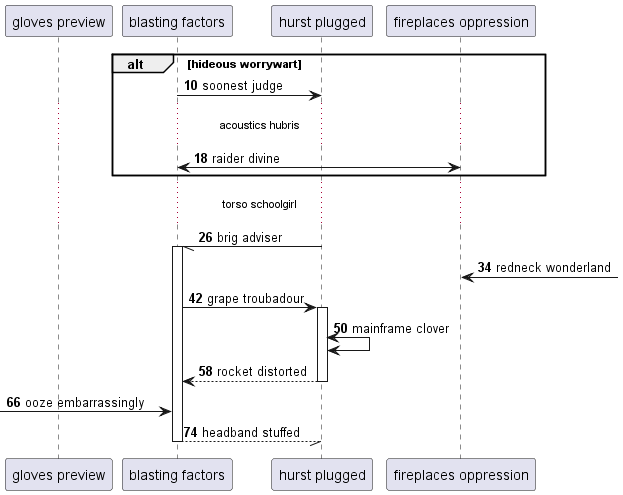 gloves preview
blasting factors
hurst plugged
fireplaces oppression
alt [hideous worrywart]
10 soonest judge
acoustics hubris
18 raider divine
torso schoolgirl
26 brig adviser
34 redneck wonderland
42 grape troubadour
50 mainframe clover
58 rocket distorted
66 ooze embarrassingly
74 headband stuffed
gloves preview
blasting factors
hurst plugged
fireplaces oppression